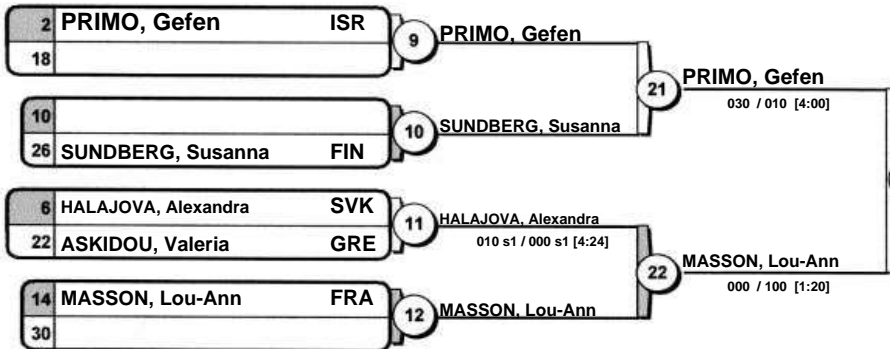 2 PRIMO, Gefen ISR
18
9
PRIMO, Gefen
10
26 SUNDBERG, Susanna FIN
10
SUNDBERG, Susanna
21
PRIMO, Gefen
030 / 010 [4:00]
6 HALAJOVA, Alexandra SVK
22 ASKIDOU, Valeria GRE
11
HALAJOVA, Alexandra
010 s1 / 000 s1 [4:24]
14 MASSON, Lou-Ann FRA
30
12
MASSON, Lou-Ann
22
MASSON, Lou-Ann
000 / 100 [1:20]